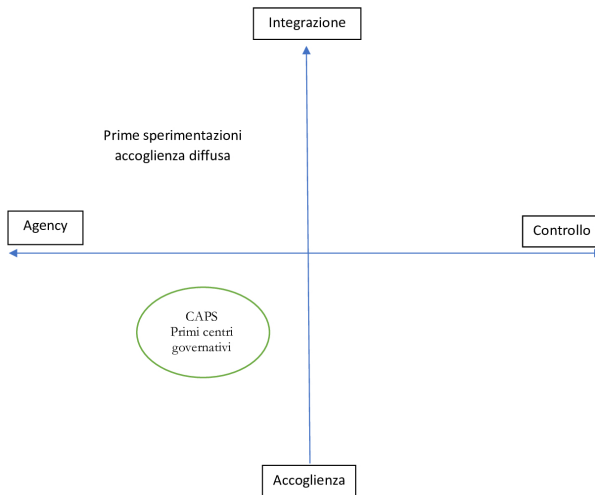 Integrazione
Prime sperimentazioni
accoglienza diffusa
Agency
Controllo
CAPS
Primi centri
governativi
Accoglienza